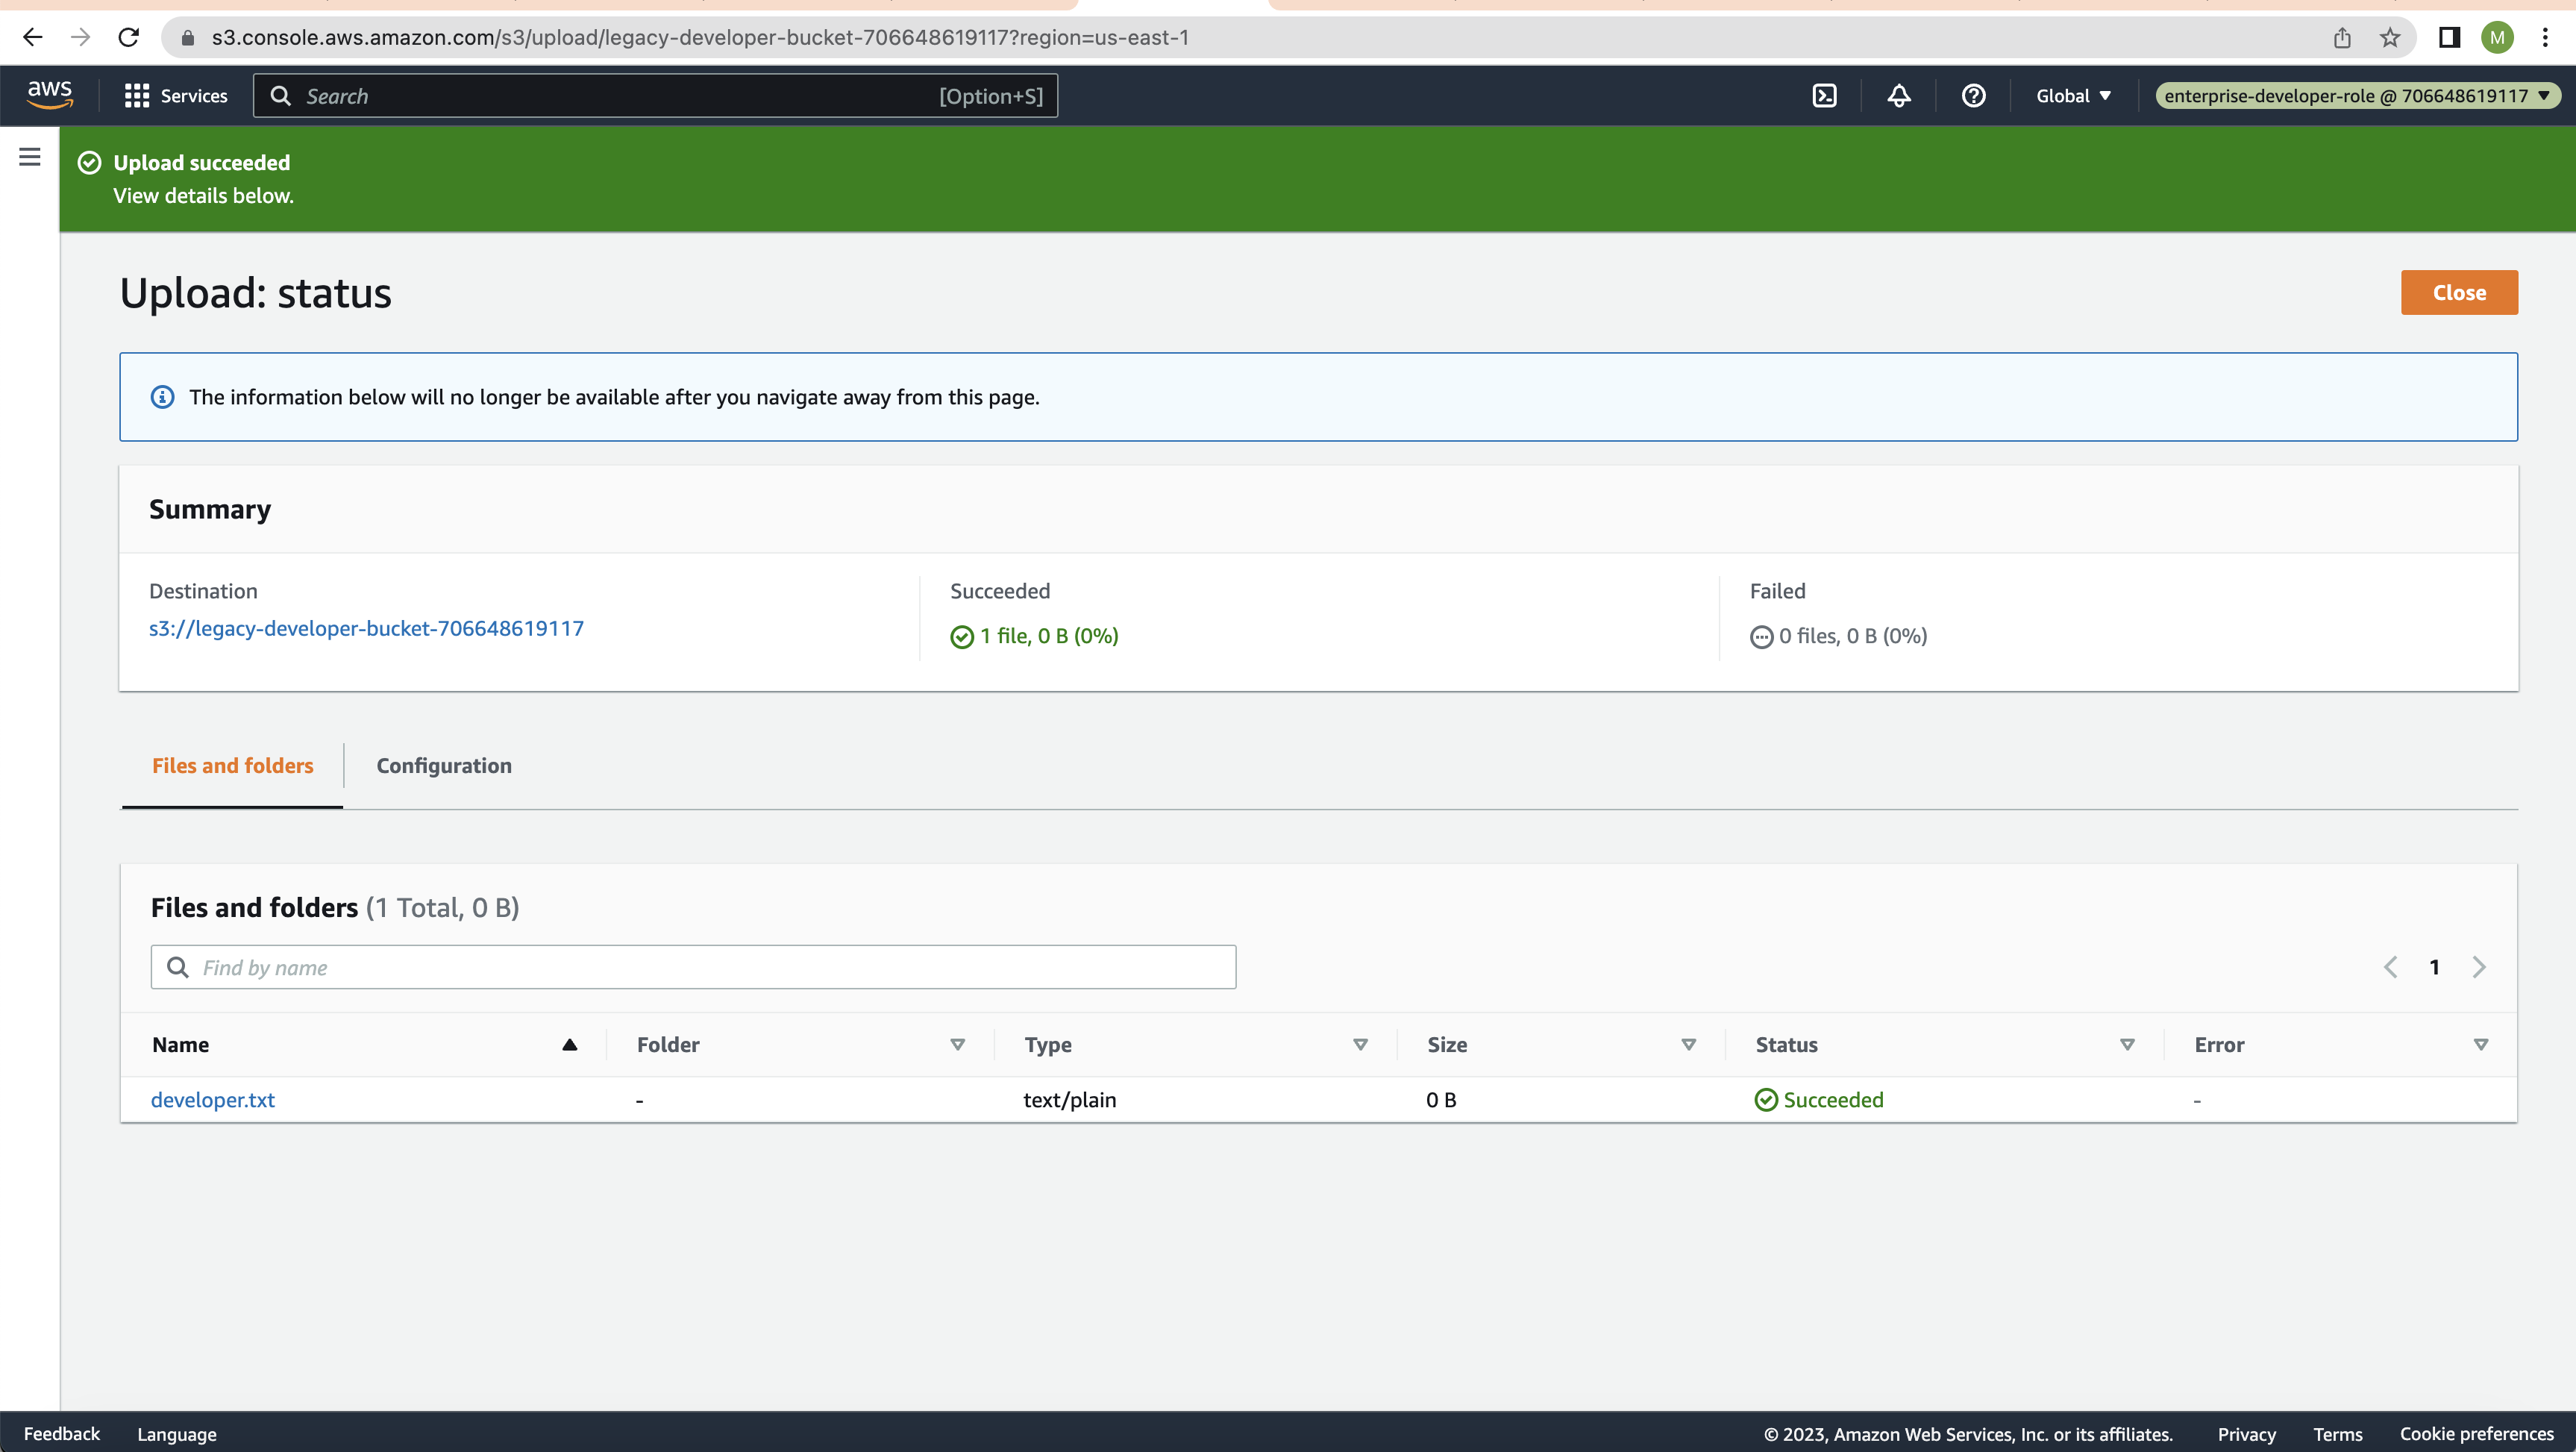 s3.console.aws.amazon.com/s3/upload/legacy-developer-bucket-706648619117?region=us-east-1
M
aws
Services
Search
[Option+S]
Global
enterprise-developer-role @ 706648619117
Upload succeeded
View details below.
Upload: status
Close
The information below will no longer be available after you navigate away from this page.
Summary
Destination
s3://legacy-developer-bucket-706648619117
Succeeded
1 file, 0 B (0%)
Failed
0 files, 0 B (0%)
Files and folders
Configuration
Files and folders (1 Total, 0 B)
Find by name
1
Name Folder Type Size Status Error
developer.txt - text/plain 0 B Succeeded -
Feedback Language © 2023, Amazon Web Services, Inc. or its affiliates. Privacy Terms Cookie preferences